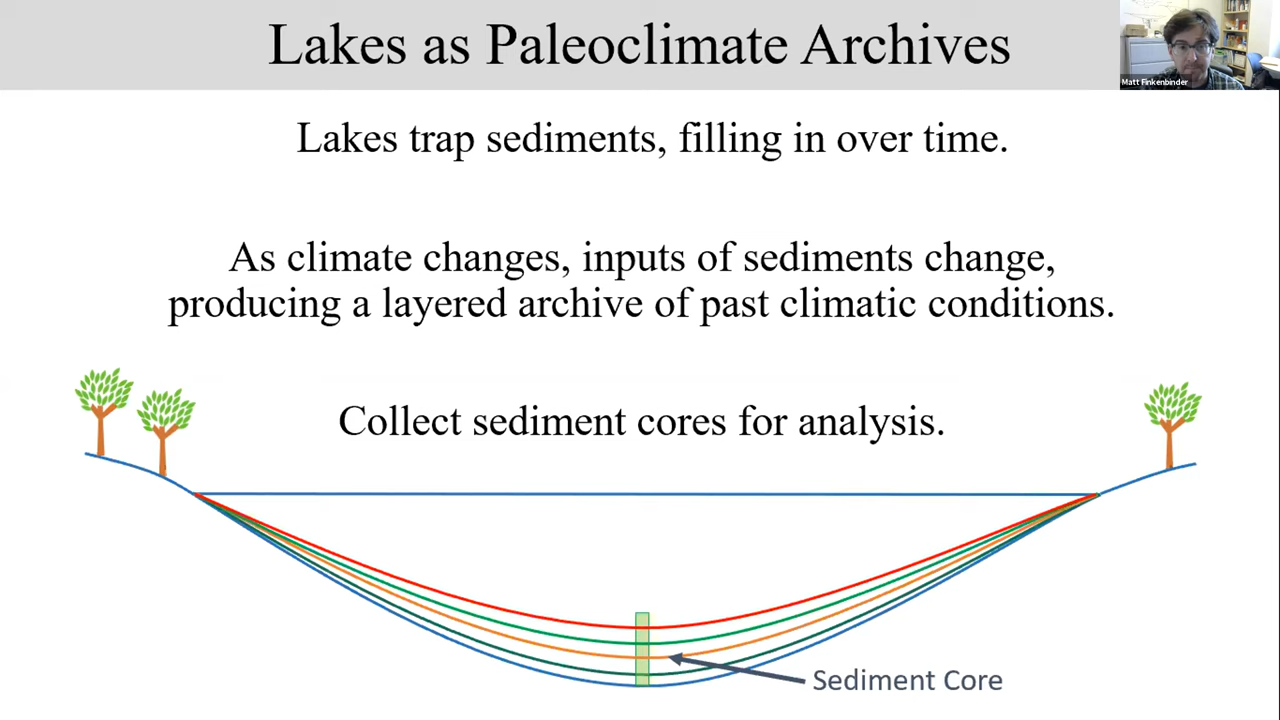 Lakes as Paleoclimate Archives
Matt Finkenbinder
Lakes trap sediments, filling in over time.
As climate changes, inputs of sediments change,
producing a layered archive of past climatic conditions.
Collect sediment cores for analysis.
Sediment Core